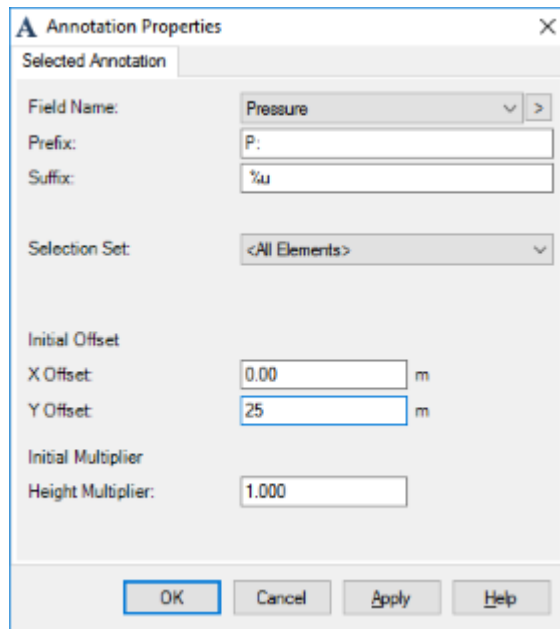 A Annotation Properties
Selected Annotation
Field Name: Pressure >
Prefix: P:
Suffix: %u
Selection Set: <All Elements>
Initial Offset
X Offset: 0.00 m
Y Offset: 25 m
Initial Multiplier
Height Multiplier: 1.000
OK Cancel Apply Help